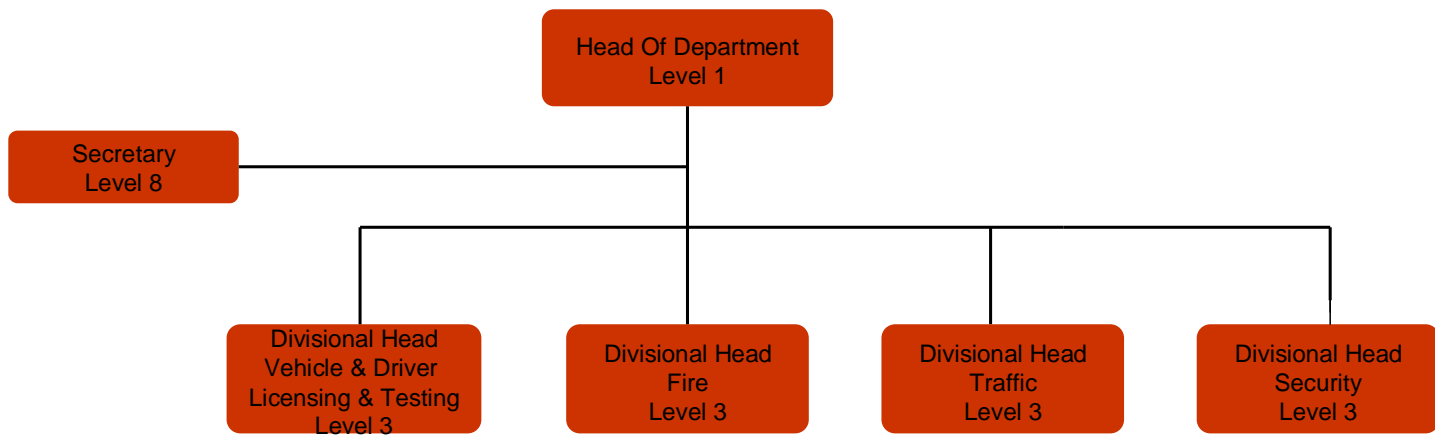 Head Of Department
Level 1
Secretary
Level 8
Divisional Head
Vehicle & Driver
Licensing & Testing
Level 3
Divisional Head
Fire
Level 3
Divisional Head
Traffic
Level 3
Divisional Head
Security
Level 3